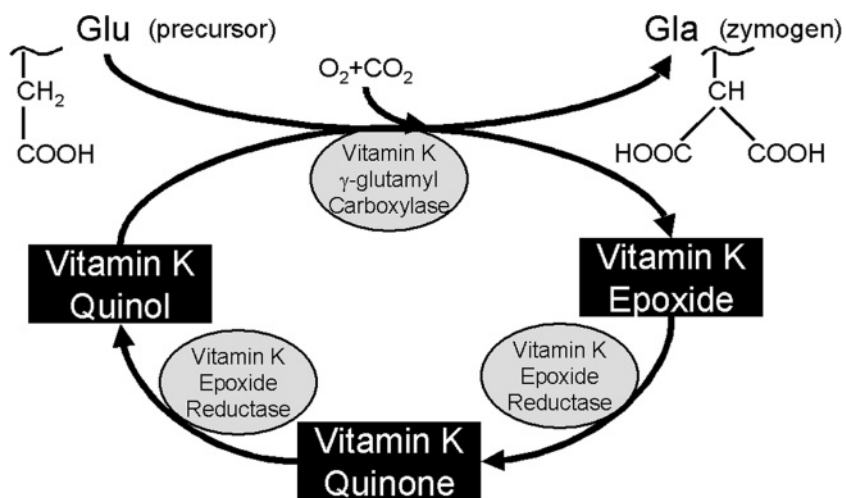 Glu (precursor)
Gla (zymogen)
O₂+CO₂
CH₂
COOH
CH
HOOC
COOH
Vitamin K
γ-glutamyl
Carboxylase
Vitamin K
Quinol
Vitamin K
Epoxide
Vitamin K
Epoxide
Reductase
Vitamin K
Epoxide
Reductase
Vitamin K
Quinone